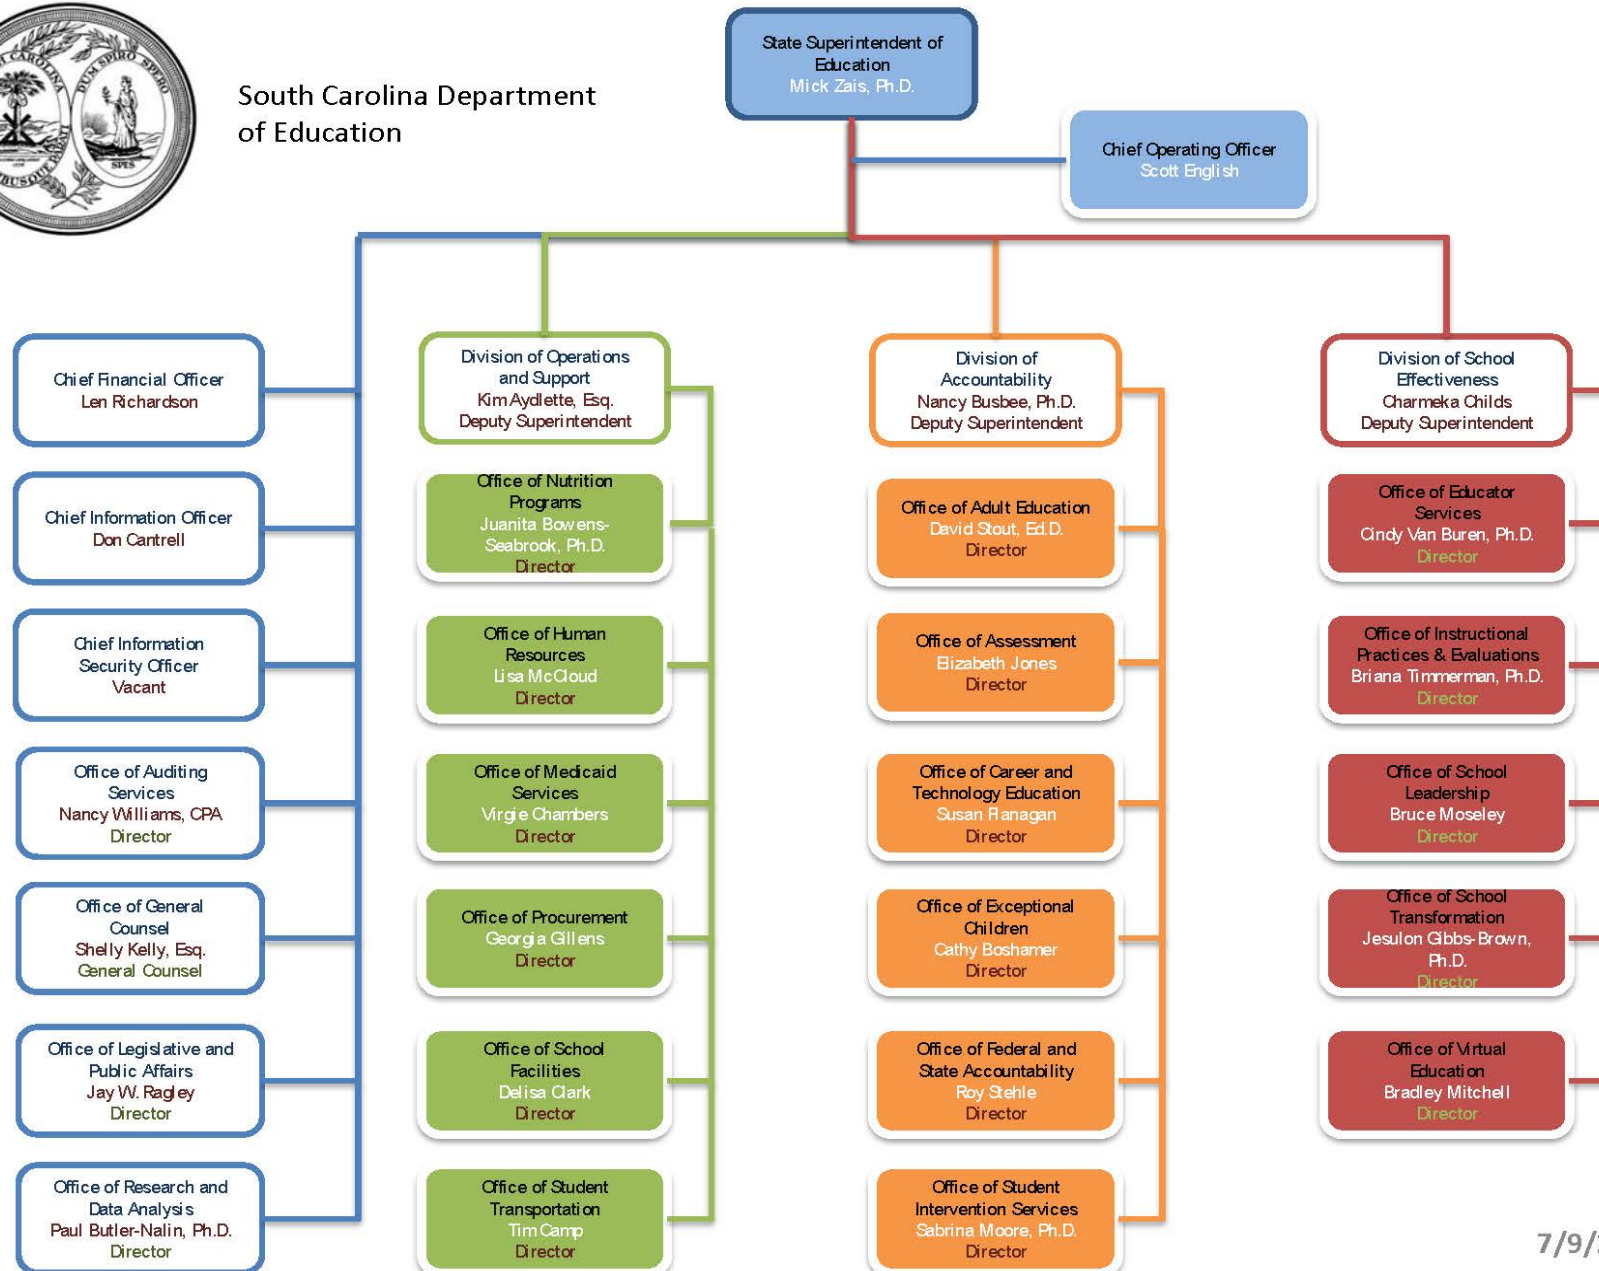 South Carolina Department
of Education
State Superintendent of
Education
Mick Zais, Ph.D.
Chief Operating Officer
Scott English
Chief Financial Officer
Len Richardson
Chief Information Officer
Don Cantrell
Chief Information
Security Officer
Vacant
Office of Auditing
Services
Nancy Williams, CPA
Director
Office of General
Counsel
Shelly Kelly, Esq.
General Counsel
Office of Legislative and
Public Affairs
Jay W. Ragley
Director
Office of Research and
Data Analysis
Paul Butler-Nalin, Ph.D.
Director
Division of Operations
and Support
Kim Aydlette, Esq.
Deputy Superintendent
Office of Nutrition
Programs
Juanita Bowens-
Seabrook, Ph.D.
Director
Office of Human
Resources
Lisa McCloud
Director
Office of Medicaid
Services
Virgie Chambers
Director
Office of Procurement
Georgia Gillens
Director
Office of School
Facilities
Delisa Clark
Director
Office of Student
Transportation
Tim Camp
Director
Division of
Accountability
Nancy Busbee, Ph.D.
Deputy Superintendent
Office of Adult Education
David Stout, Ed.D.
Director
Office of Assessment
Elizabeth Jones
Director
Office of Career and
Technology Education
Susan Flanagan
Director
Office of Exceptional
Children
Cathy Boshamer
Director
Office of Federal and
State Accountability
Roy Stehle
Director
Office of Student
Intervention Services
Sabrina Moore, Ph.D.
Director
Division of School
Effectiveness
Charmeka Childs
Deputy Superintendent
Office of Educator
Services
Cindy Van Buren, Ph.D.
Director
Office of Instructional
Practices & Evaluations
Briana Timmerman, Ph.D.
Director
Office of School
Leadership
Bruce Moseley
Director
Office of School
Transformation
Jesulon Gibbs-Brown,
Ph.D.
Director
Office of Virtual
Education
Bradley Mitchell
Director
7/9/
DUM SPIRO SPERO
SPES